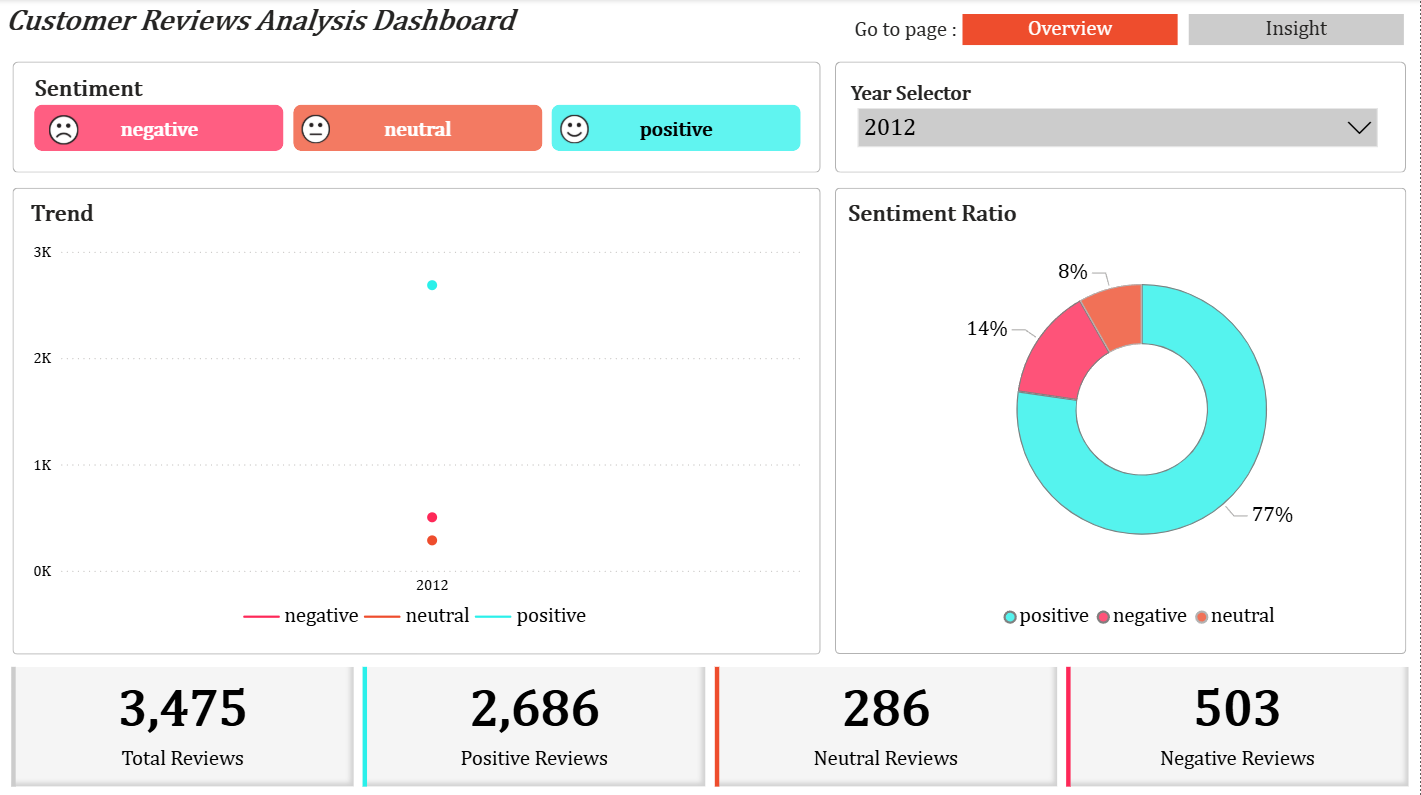 Customer Reviews Analysis Dashboard
Go to page : Overview Insight
Sentiment
negative neutral positive
Year Selector
2012
Trend
3K
2K
1K
0K
2012
negative neutral positive
Sentiment Ratio
8%
14%
77%
positive negative neutral
3,475
Total Reviews
2,686
Positive Reviews
286
Neutral Reviews
503
Negative Reviews